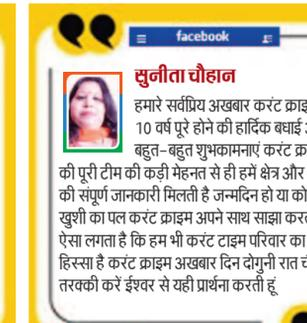 facebook
सुनीता चौहान
हमारे सर्वप्रिय अखबार करंट
10 वर्ष पूरे होने की हार्दिक बधाई
बहुत-बहुत शुभकामनाएं करंट
की पूरी टीम की कड़ी मेहनत से ही हमें क्षेत्र और
की संपूर्ण जानकारी मिलती है जन्मदिन हो या
खुशी का पल करंट क्राइम अपने साथ साझा
ऐसा लगता है कि हम भी करंट टाइम परिवार का
हिस्सा है करंट क्राइम अखबार दिन दोगुनी रात
तरक्की करें ईश्वर से यही प्रार्थना करती हूं